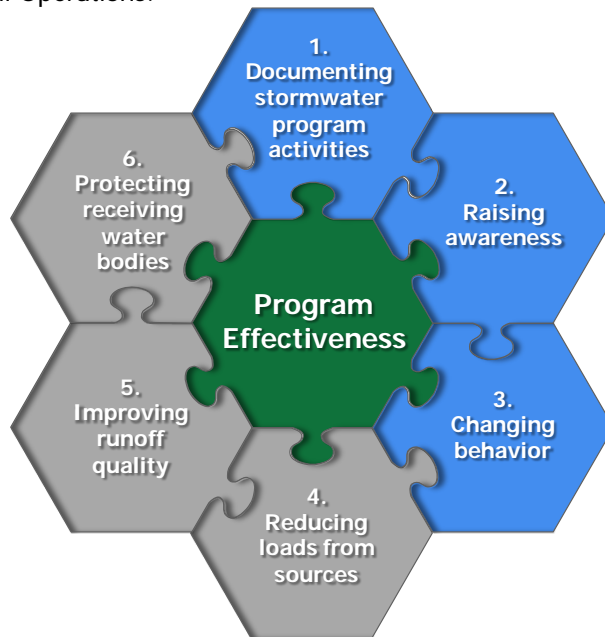 Operations.
1.
Documenting
stormwater
program
activities
2.
Raising
awareness
3.
Changing
behavior
4.
Reducing
loads from
sources
5.
Improving
runoff
quality
6.
Protecting
receiving
water
bodies
Program
Effectiveness